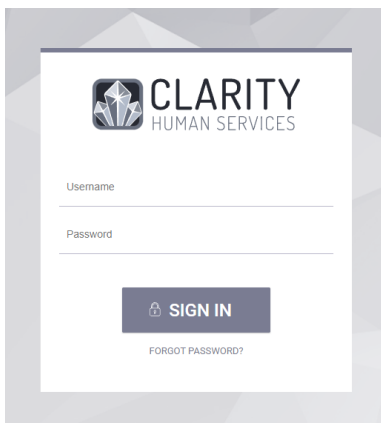 CLARITY
HUMAN SERVICES
Username
Password
SIGN IN
FORGOT PASSWORD?